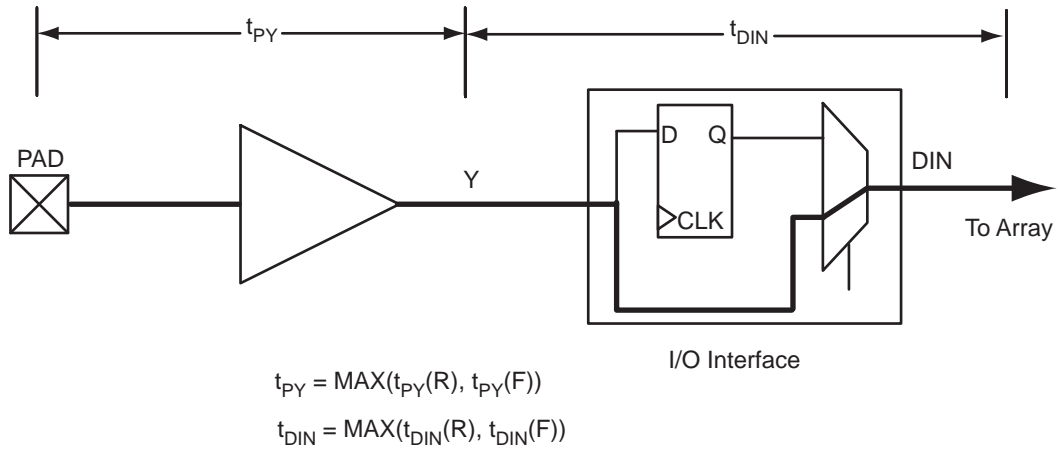 tPY
tDIN
PAD
Y
D Q
CLK
DIN
To Array
I/O Interface
tPY = MAX(tPY(R), tPY(F))
tDIN = MAX(tDIN(R), tDIN(F))